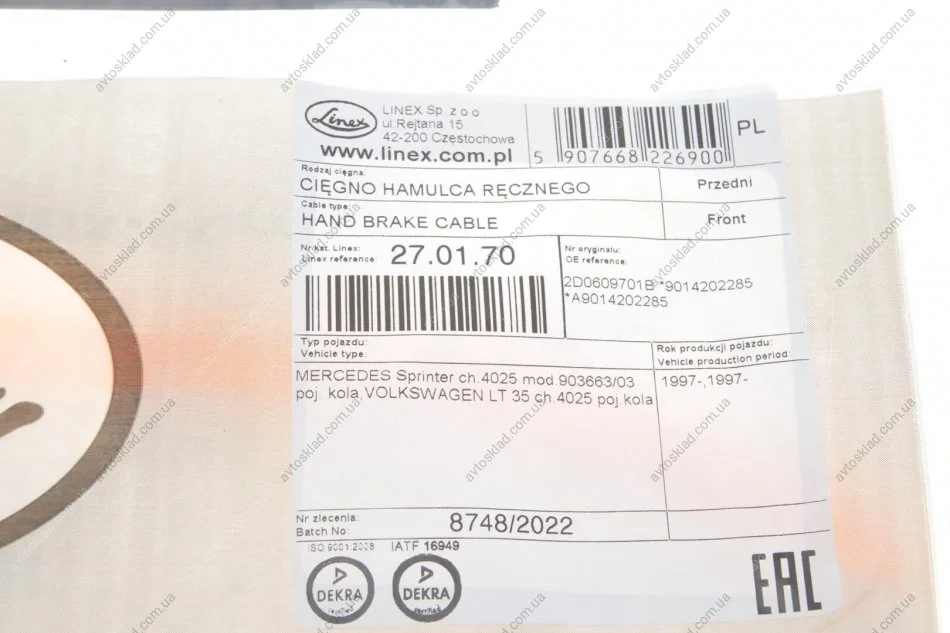 Linex
LINEX Sp. z o o
ul.Rejtana 15
42-200 Częstochowa
www.linex.com.pl
5 907668 226900
PL
Rodzaj cięgna:
CIĘGNO HAMULCA RĘCZNEGO
Przedni
Cable type:
HAND BRAKE CABLE
Front
Nr kat. Linex:
Linex reference:
27.01.70
Nr oryginału:
OE reference:
2D0609701B*9014202285
*A9014202285
Typ pojazdu:
Vehicle type:
Rok produkcji pojazdu:
Vehicle production period:
MERCEDES Sprinter ch.4025 mod.903663/03
poj. kola,VOLKSWAGEN LT 35 ch.4025 poj.kola
1997-,1997-
Nr zlecenia:
Batch No:
8748/2022
ISO 9001:2008
IATF 16949
DEKRA
certified
DEKRA
certified
EAC
avtosklad.com.ua